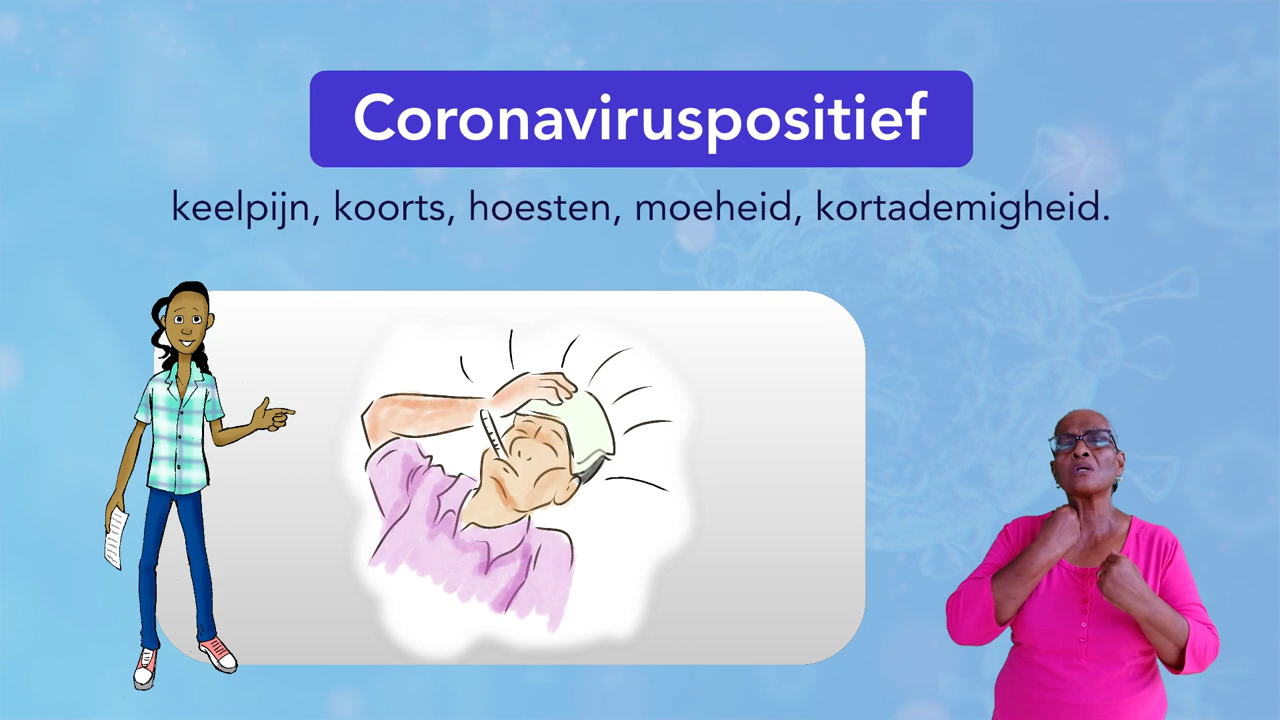 Coronaviruspositief
keelpijn, koorts, hoesten, moeheid, kortademigheid.